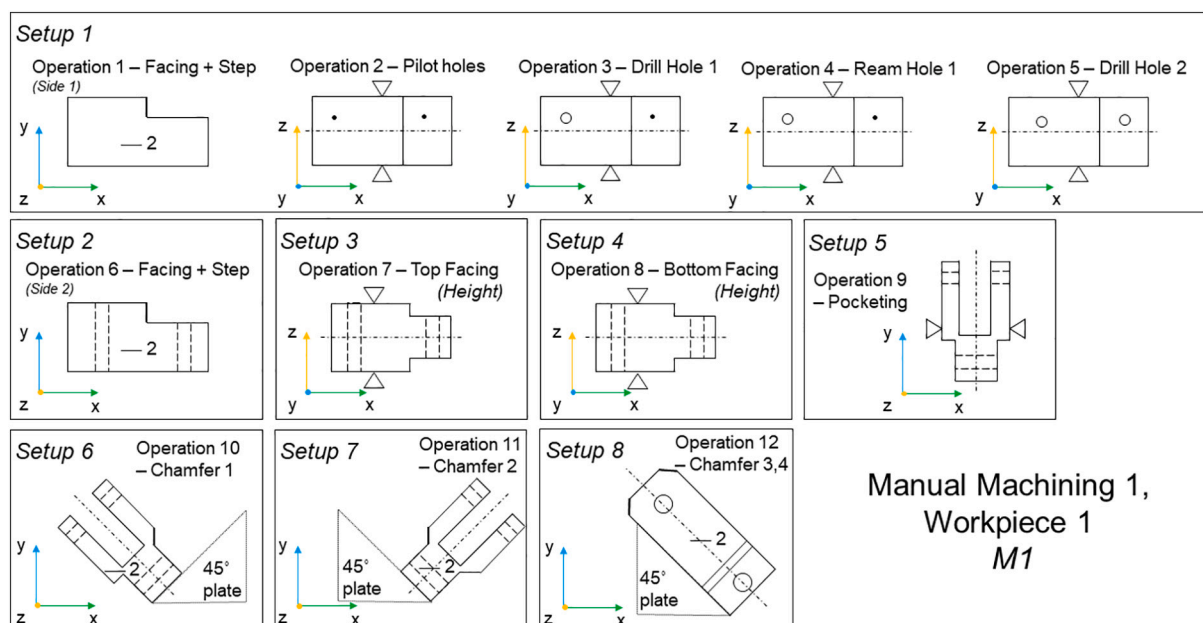 Setup 1
Operation 1 – Facing + Step
(Side 1)
y
2
z
x
Operation 2 – Pilot holes
z
y
x
Operation 3 – Drill Hole 1
z
y
x
Operation 4 – Ream Hole 1
z
y
x
Operation 5 – Drill Hole 2
z
y
x
Setup 2
Operation 6 – Facing + Step
(Side 2)
y
2
z
x
Setup 3
Operation 7 – Top Facing
(Height)
z
y
x
Setup 4
Operation 8 – Bottom Facing
(Height)
z
y
x
Setup 5
Operation 9
– Pocketing
y
z
x
Setup 6
Operation 10
– Chamfer 1
y
2
45°
plate
z
x
Setup 7
Operation 11
– Chamfer 2
y
2
45°
plate
z
x
Setup 8
Operation 12
– Chamfer 3,4
y
2
45°
plate
z
x
Manual Machining 1,
Workpiece 1
M1